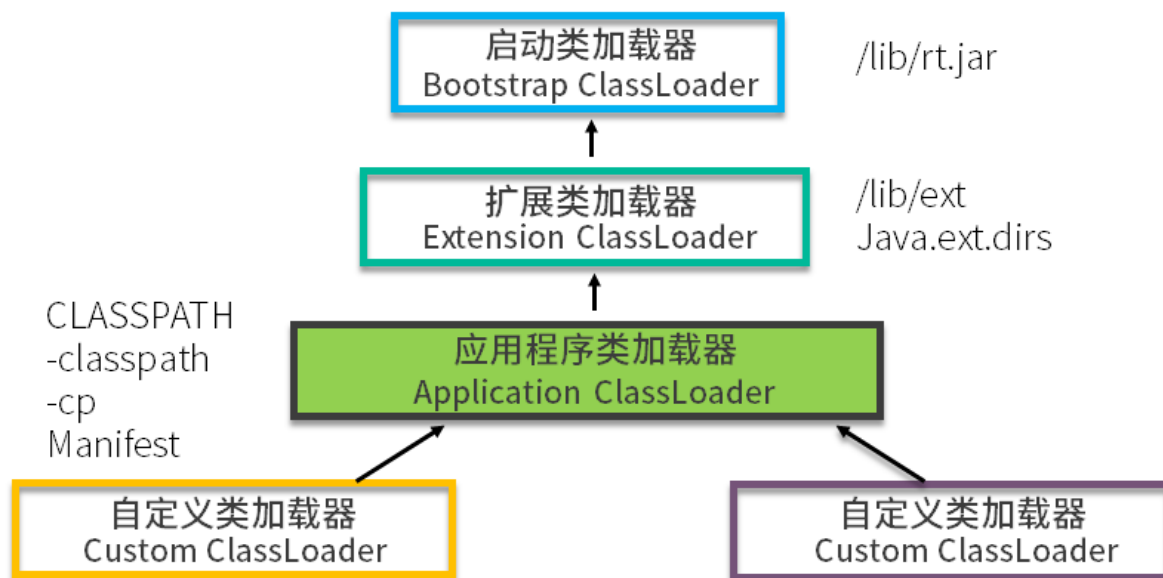 启动类加载器
Bootstrap ClassLoader
/lib/rt.jar
扩展类加载器
Extension ClassLoader
/lib/ext
Java.ext.dirs
CLASSPATH
-classpath
-cp
Manifest
应用程序类加载器
Application ClassLoader
自定义类加载器
Custom ClassLoader
自定义类加载器
Custom ClassLoader